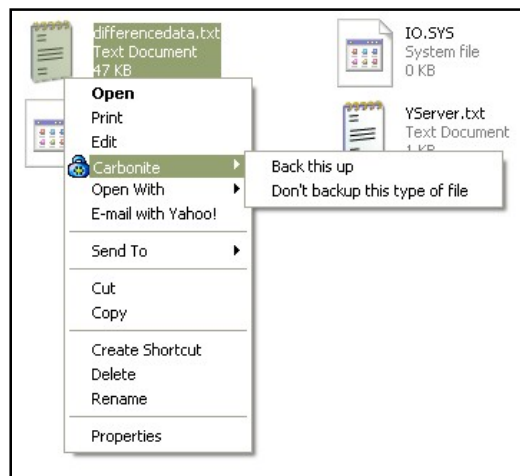 differencedata.txt
Text Document
47 KB
IO.SYS
System file
0 KB
YServer.txt
Text Document
1 KB
Open
Print
Edit
Carbonite
Back this up
Don't backup this type of file
Open With
E-mail with Yahoo!
Send To
Cut
Copy
Create Shortcut
Delete
Rename
Properties